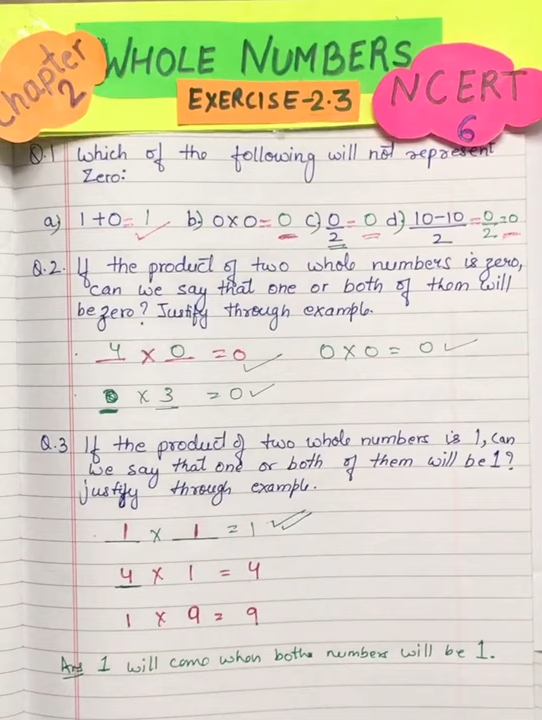 Chapter 2
WHOLE NUMBERS
EXERCISE-2.3
NCERT 6
Q.1 Which of the following will not represent
Zero:
a) 1+0=1 b) 0x0=0 c) 0/2=0 d) 10-10/2=0/2=0
Q.2. If the product of two whole numbers is zero,
can we say that one or both of them will
be zero? Justify through example.
4 x 0 =0 0x0= 0
0 x 3 =0
Q.3 If the product of two whole numbers is 1, can
we say that one or both of them will be 1?
justify through example.
1 x 1 =1
4 x 1 = 4
1 x 9 = 9
Ans 1 will come when both numbers will be 1.